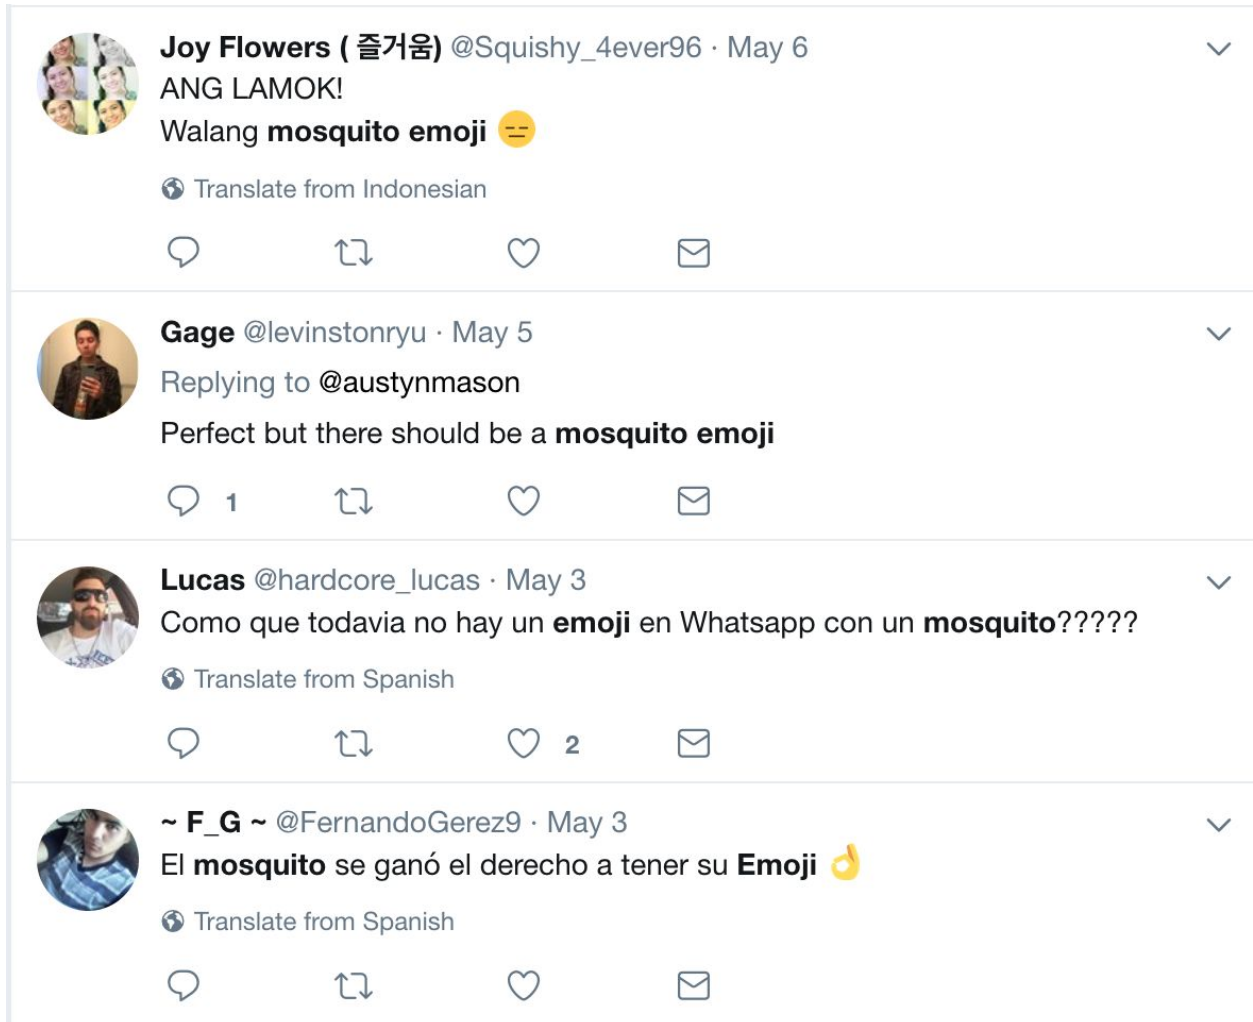 Joy Flowers ( 즐거움) @Squishy_4ever96 · May 6
ANG LAMOK!
Walang mosquito emoji 😑
Translate from Indonesian
Gage @levinstonryu · May 5
Replying to @austynmason
Perfect but there should be a mosquito emoji
1
Lucas @hardcore_lucas · May 3
Como que todavia no hay un emoji en Whatsapp con un mosquito?????
Translate from Spanish
2
~ F_G ~ @FernandoGerez9 · May 3
El mosquito se ganó el derecho a tener su Emoji 👌
Translate from Spanish